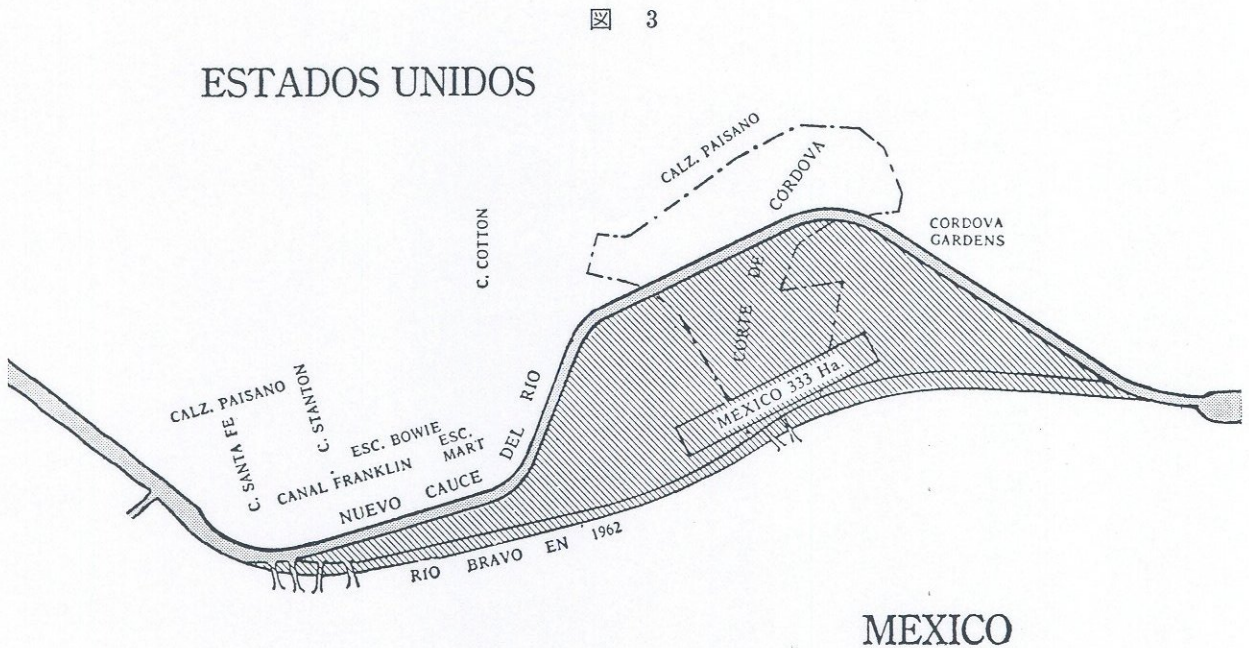 図 3
ESTADOS UNIDOS
CALZ. PAISANO
CORTE DE CORDOVA
CORDOVA
GARDENS
C. COTTON
MEXICO 333 Ha.
CALZ. PAISANO
C. STANTON
C. SANTA FE
ESC. BOWIE
ESC.
MART
CANAL FRANKLIN
NUEVO CAUCE DEL RIO
RÍO BRAVO EN 1962
MEXICO